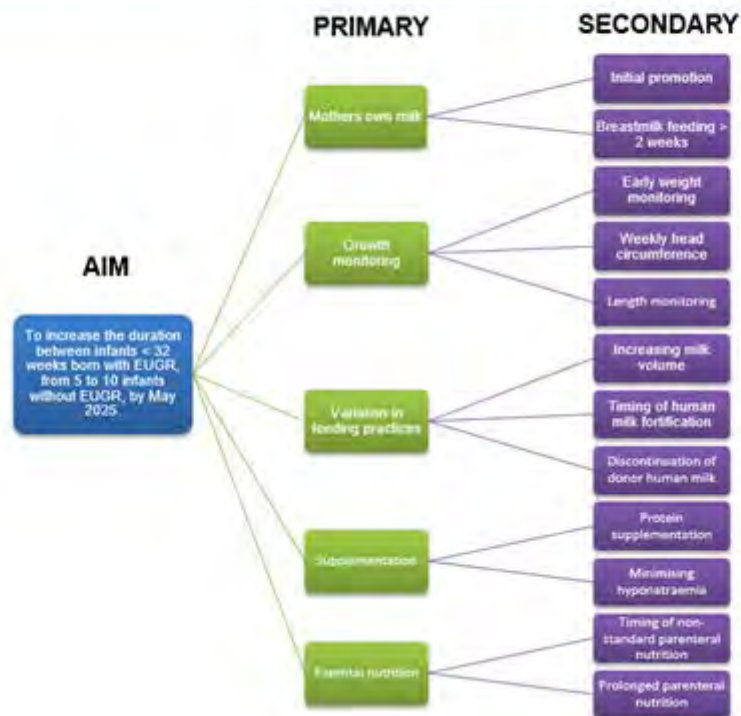 PRIMARY
SECONDARY
AIM
To increase the duration
between infants < 32
weeks born with EUGR,
from 5 to 10 infants
without EUGR, by May
2025
Mothers own milk
Growth
monitoring
Variation in
feeding practices
Supplementation
Parental nutrition
Initial promotion
Breastmilk feeding >
2 weeks
Early weight
monitoring
Weekly head
circumference
Length monitoring
Increasing milk
volume
Timing of human
milk fortification
Discontinuation of
donor human milk
Protein
supplementation
Minimising
hyponatraemia
Timing of non-
standard parenteral
nutrition
Prolonged parenteral
nutrition